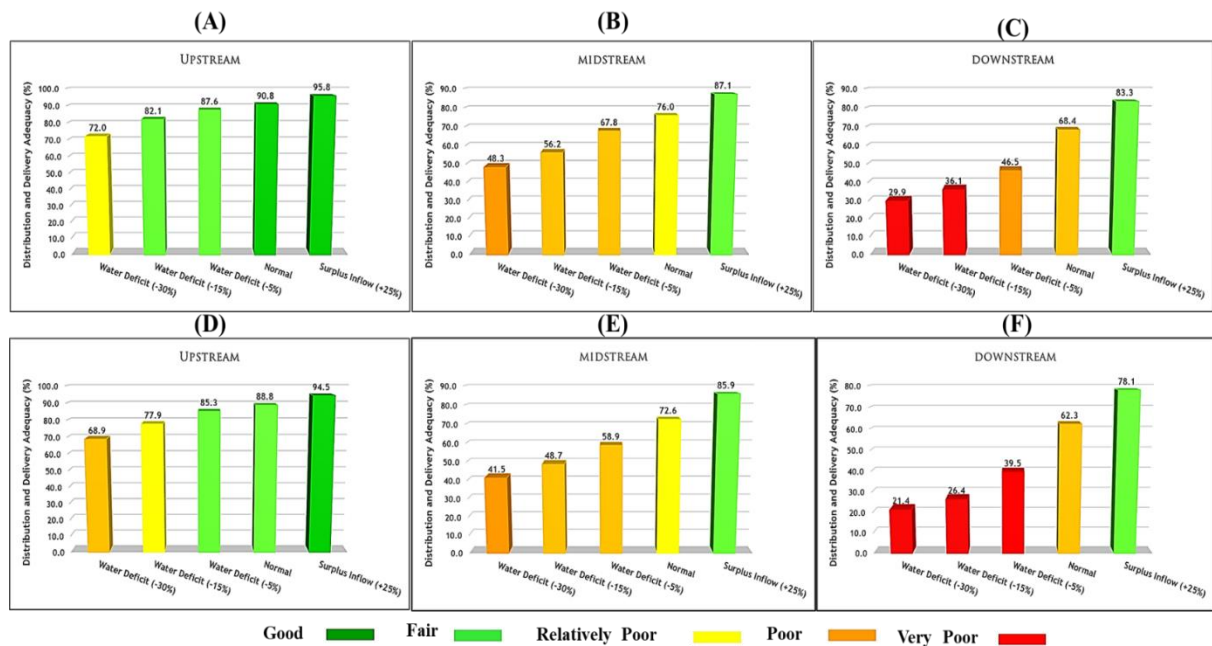 (A)
UPSTREAM
Distribution and Delivery Adequacy (%)
100.0
90.0
80.0
70.0
60.0
50.0
40.0
30.0
20.0
10.0
0.0
72.0
82.1
87.6
90.8
95.8
Water Deficit (-30%)
Water Deficit (-15%)
Water Deficit (-5%)
Normal
Surplus Inflow (+25%)
(B)
MIDSTREAM
Distribution and Delivery Adequacy (%)
90.0
80.0
70.0
60.0
50.0
40.0
30.0
20.0
10.0
0.0
48.3
56.2
67.8
76.0
87.1
Water Deficit (-30%)
Water Deficit (-15%)
Water Deficit (-5%)
Normal
Surplus Inflow (+25%)
(C)
DOWNSTREAM
Distribution and Delivery Adequacy (%)
90.0
80.0
70.0
60.0
50.0
40.0
30.0
20.0
10.0
0.0
29.9
36.1
46.5
68.4
83.3
Water Deficit (-30%)
Water Deficit (-15%)
Water Deficit (-5%)
Normal
Surplus Inflow (+25%)
(D)
UPSTREAM
Distribution and Delivery Adequacy (%)
100.0
90.0
80.0
70.0
60.0
50.0
40.0
30.0
20.0
10.0
0.0
68.9
77.9
85.3
88.8
94.5
Water Deficit (-30%)
Water Deficit (-15%)
Water Deficit (-5%)
Normal
Surplus Inflow (+25%)
(E)
MIDSTREAM
Distribution and Delivery Adequacy (%)
90.0
80.0
70.0
60.0
50.0
40.0
30.0
20.0
10.0
0.0
41.5
48.7
58.9
72.6
85.9
Water Deficit (-30%)
Water Deficit (-15%)
Water Deficit (-5%)
Normal
Surplus Inflow (+25%)
(F)
DOWNSTREAM
Distribution and Delivery Adequacy (%)
80.0
70.0
60.0
50.0
40.0
30.0
20.0
10.0
0.0
21.4
26.4
39.5
62.3
78.1
Water Deficit (-30%)
Water Deficit (-15%)
Water Deficit (-5%)
Normal
Surplus Inflow (+25%)
Good Fair Relatively Poor Poor Very Poor